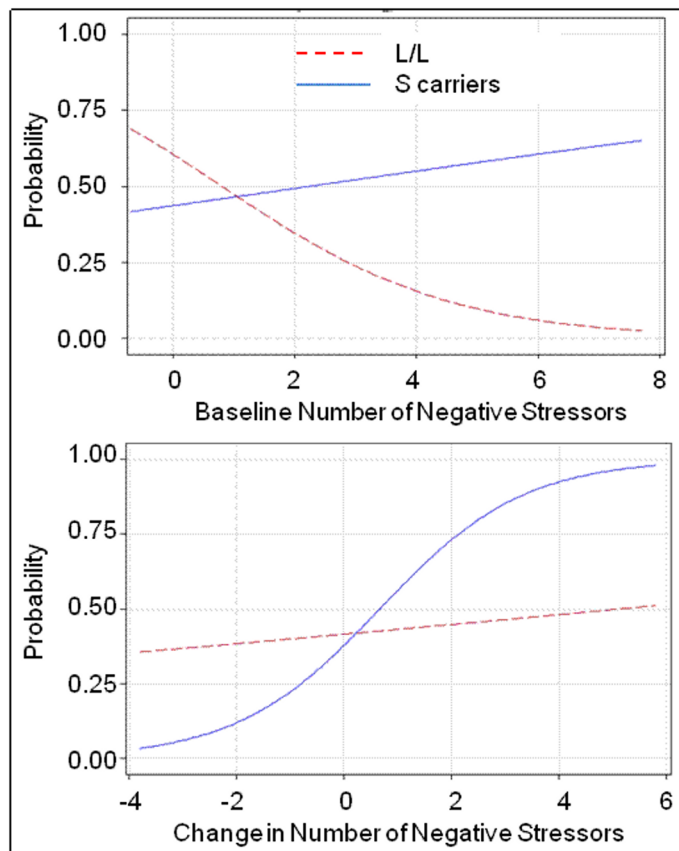 1.00
L/L
S carriers
0.75
Probability
0.50
0.25
0.00
0 2 4 6 8
Baseline Number of Negative Stressors
1.00
0.75
Probability
0.50
0.25
0.00
-4 -2 0 2 4 6
Change in Number of Negative Stressors